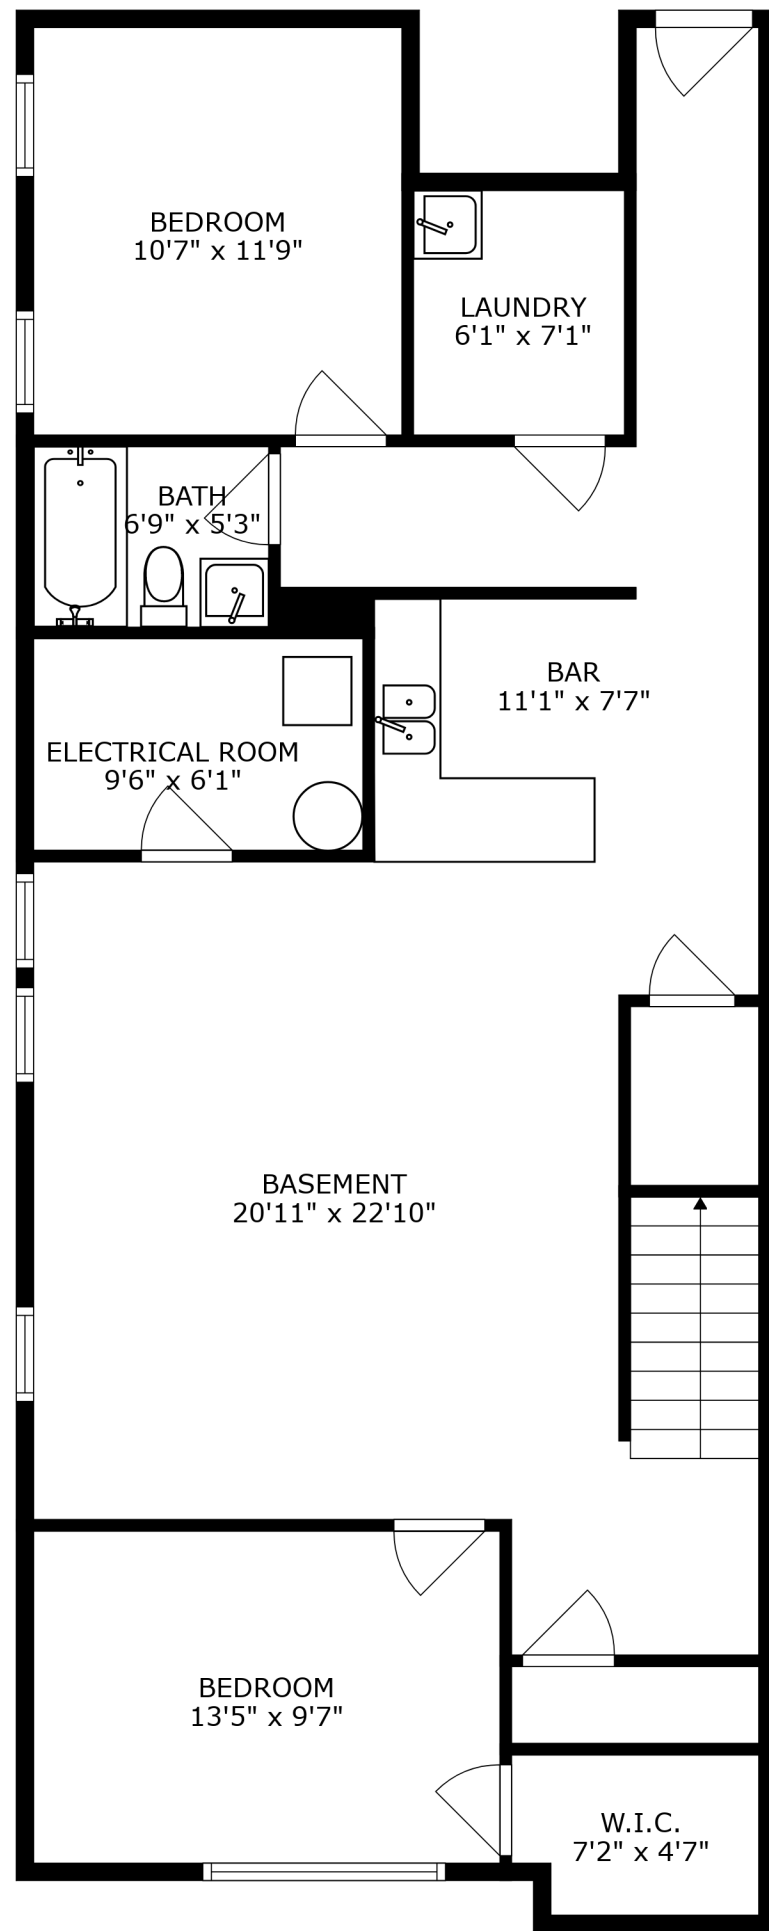 BEDROOM
10'7" x 11'9"
LAUNDRY
6'1" x 7'1"
BATH
6'9" x 5'3"
BAR
11'1" x 7'7"
ELECTRICAL ROOM
9'6" x 6'1"
BASEMENT
20'11" x 22'10"
BEDROOM
13'5" x 9'7"
W.I.C.
7'2" x 4'7"